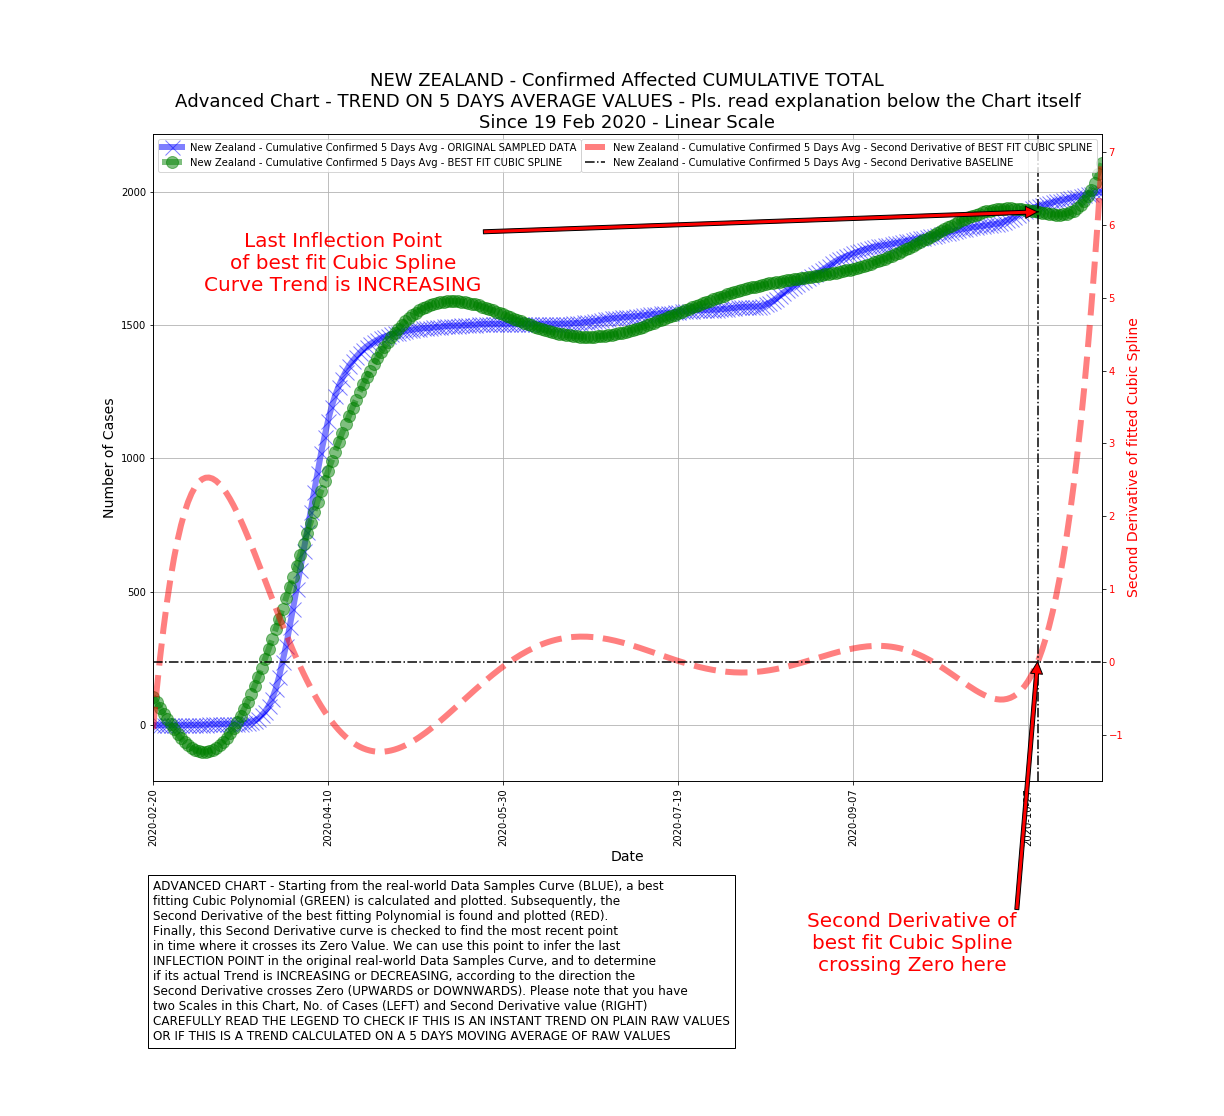 NEW ZEALAND - Confirmed Affected CUMULATIVE TOTAL
Advanced Chart - TREND ON 5 DAYS AVERAGE VALUES - Pls. read explanation below the Chart itself
Since 19 Feb 2020 - Linear Scale
New Zealand - Cumulative Confirmed 5 Days Avg - ORIGINAL SAMPLED DATA
New Zealand - Cumulative Confirmed 5 Days Avg - BEST FIT CUBIC SPLINE
New Zealand - Cumulative Confirmed 5 Days Avg - Second Derivative of BEST FIT CUBIC SPLINE
New Zealand - Cumulative Confirmed 5 Days Avg - Second Derivative BASELINE
Last Inflection Point
of best fit Cubic Spline
Curve Trend is INCREASING
Number of Cases
2000
1500
1000
500
0
7
6
5
4
3
2
1
0
−1
Second Derivative of fitted Cubic Spline
2020-02-20
2020-04-10
2020-05-30
2020-07-19
2020-09-07
2020-10-27
Date
ADVANCED CHART - Starting from the real-world Data Samples Curve (BLUE), a best
fitting Cubic Polynomial (GREEN) is calculated and plotted. Subsequently, the
Second Derivative of the best fitting Polynomial is found and plotted (RED).
Finally, this Second Derivative curve is checked to find the most recent point
in time where it crosses its Zero Value. We can use this point to infer the last
INFLECTION POINT in the original real-world Data Samples Curve, and to determine
if its actual Trend is INCREASING or DECREASING, according to the direction the
Second Derivative crosses Zero (UPWARDS or DOWNWARDS). Please note that you have
two Scales in this Chart, No. of Cases (LEFT) and Second Derivative value (RIGHT)
CAREFULLY READ THE LEGEND TO CHECK IF THIS IS AN INSTANT TREND ON PLAIN RAW VALUES
OR IF THIS IS A TREND CALCULATED ON A 5 DAYS MOVING AVERAGE OF RAW VALUES
Second Derivative of
best fit Cubic Spline
crossing Zero here